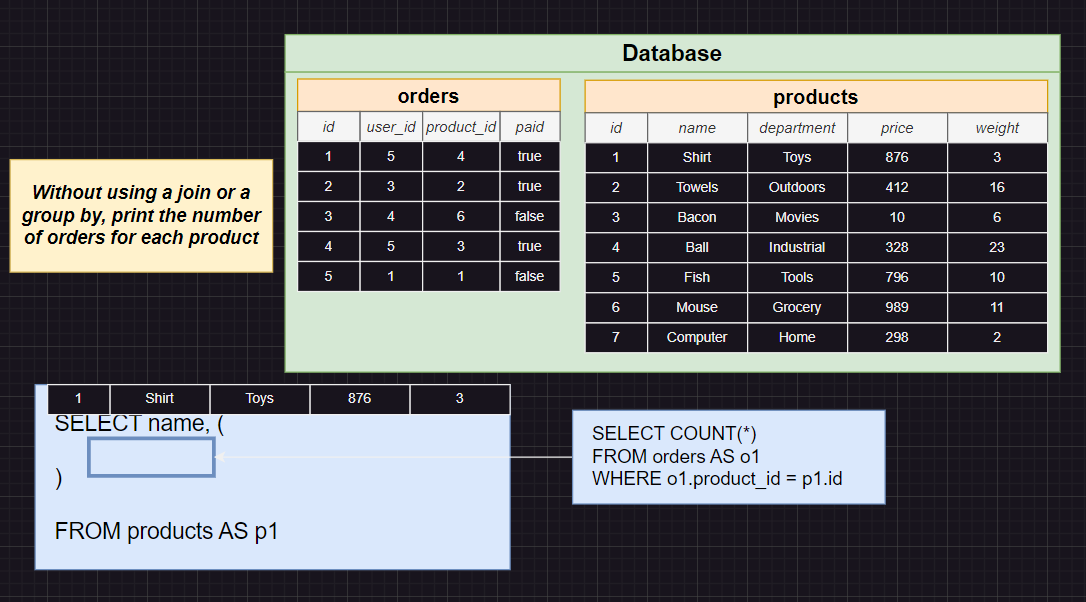 Database
orders
id user_id product_id paid
1 5 4 true
2 3 2 true
3 4 6 false
4 5 3 true
5 1 1 false
products
id name department price weight
1 Shirt Toys 876 3
2 Towels Outdoors 412 16
3 Bacon Movies 10 6
4 Ball Industrial 328 23
5 Fish Tools 796 10
6 Mouse Grocery 989 11
7 Computer Home 298 2
Without using a join or a
group by, print the number
of orders for each product
1 Shirt Toys 876 3
SELECT name, (
)
FROM products AS p1
SELECT COUNT(*)
FROM orders AS o1
WHERE o1.product_id = p1.id